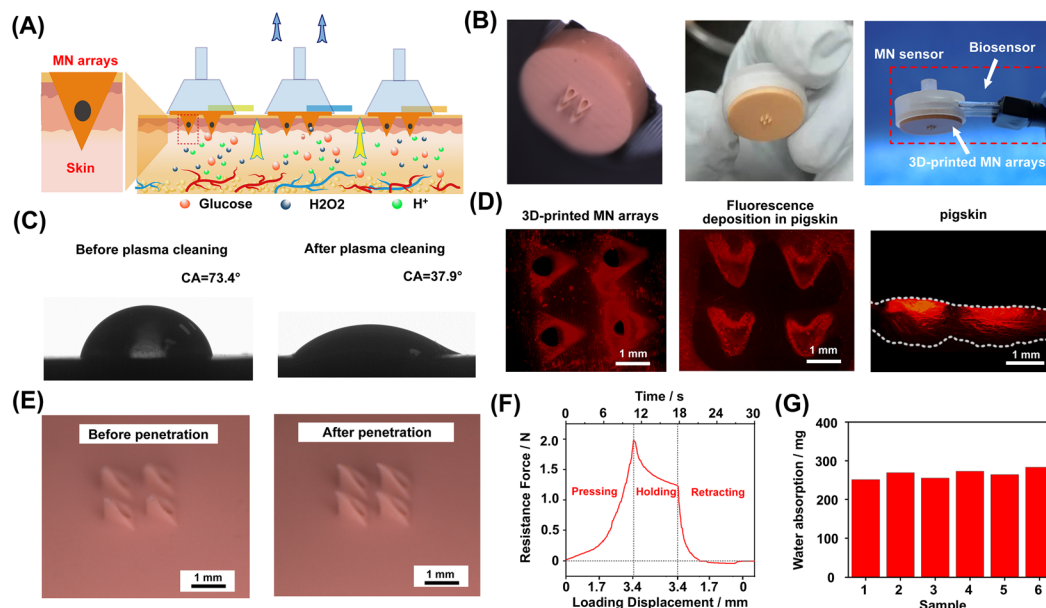 (A)
MN arrays
Skin
Glucose
H2O2
H⁺
(B)
MN sensor
Biosensor
3D-printed MN arrays
(C)
Before plasma cleaning
CA=73.4°
After plasma cleaning
CA=37.9°
(D)
3D-printed MN arrays
1 mm
Fluorescence
deposition in pigskin
1 mm
pigskin
1 mm
(E)
Before penetration
1 mm
After penetration
1 mm
(F)
Time / s
0 6 12 18 24 30
Resistance Force / N
2.0
1.5
1.0
0.5
0
Pressing
Holding
Retracting
0 1.7 3.4 3.4 1.7 0
Loading Displacement / mm
(G)
Water absorption / mg
400
300
200
100
0
1 2 3 4 5 6
Sample